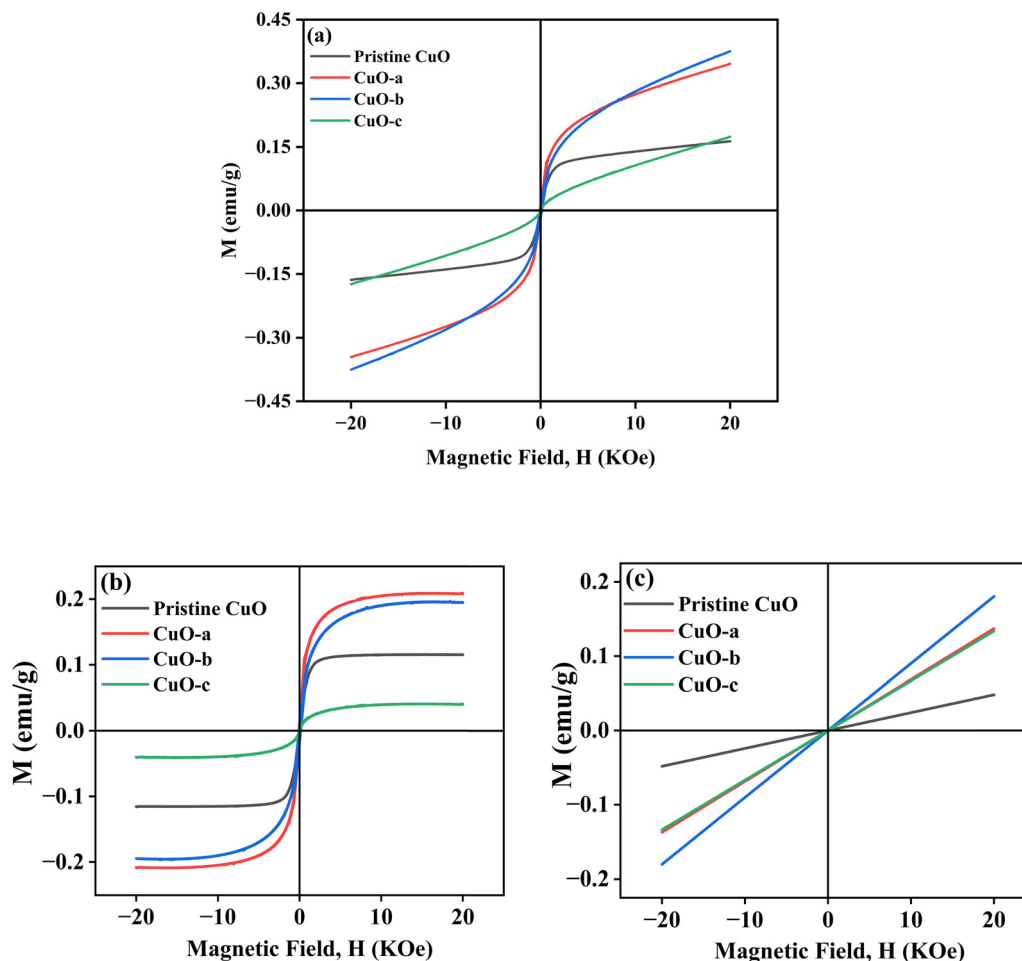 (a)
Pristine CuO
CuO-a
CuO-b
CuO-c
0.45
0.30
0.15
0.00
−0.15
−0.30
−0.45
M (emu/g)
−20 −10 0 10 20
Magnetic Field, H (KOe)
(b)
Pristine CuO
CuO-a
CuO-b
CuO-c
0.2
0.1
0.0
−0.1
−0.2
M (emu/g)
−20 −10 0 10 20
Magnetic Field, H (KOe)
(c)
Pristine CuO
CuO-a
CuO-b
CuO-c
0.2
0.1
0.0
−0.1
−0.2
M (emu/g)
−20 −10 0 10 20
Magnetic Field, H (KOe)